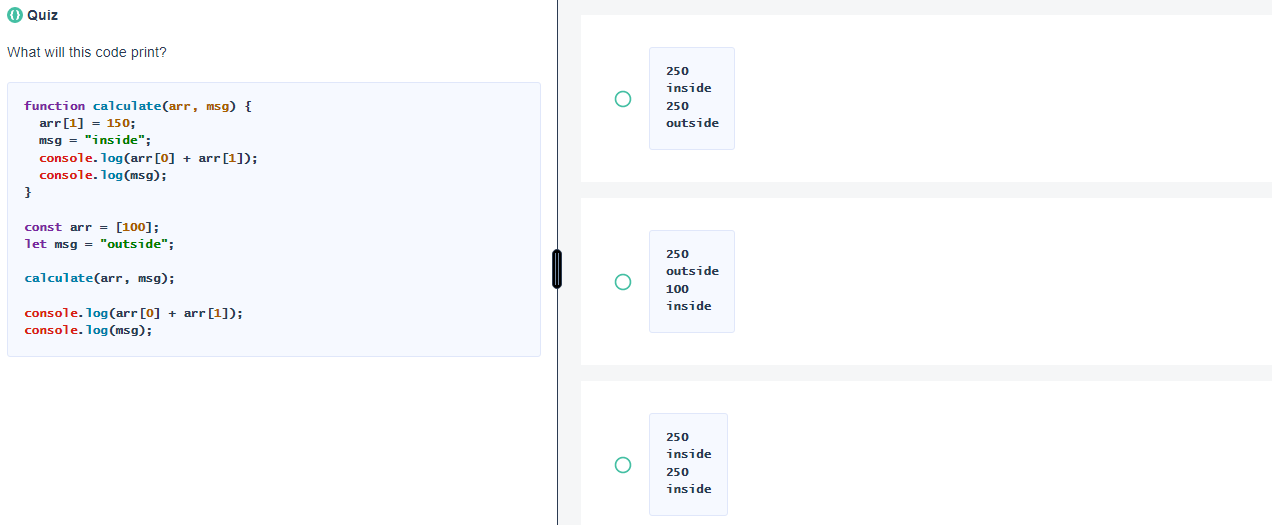 Quiz
What will this code print?
function calculate(arr, msg) {
  arr[1] = 150;
  msg = "inside";
  console.log(arr[0] + arr[1]);
  console.log(msg);
}
const arr = [100];
let msg = "outside";
calculate(arr, msg);
console.log(arr[0] + arr[1]);
console.log(msg);
250
inside
250
outside
250
outside
100
inside
250
inside
250
inside